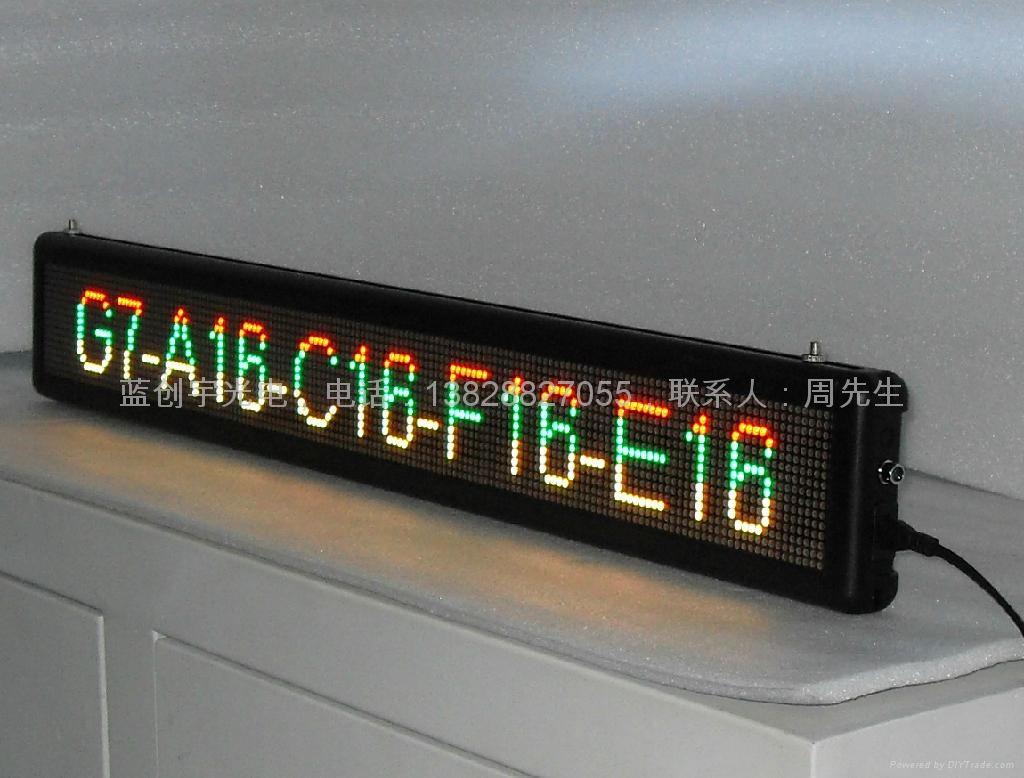 G7-A16-C16-F16-E16
蓝创宇光电 电话:13828827055 联系人:周先生
Powered by DIYTrade.com